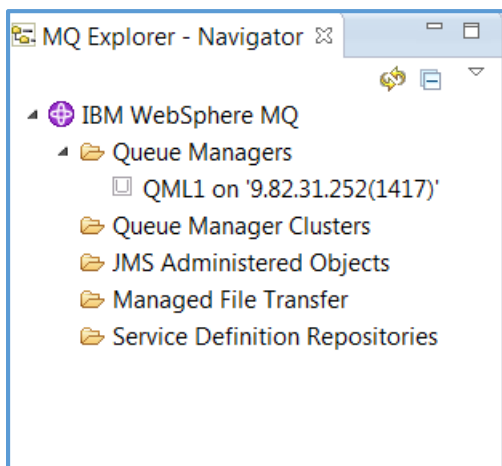 MQ Explorer - Navigator
IBM WebSphere MQ
Queue Managers
QML1 on '9.82.31.252(1417)'
Queue Manager Clusters
JMS Administered Objects
Managed File Transfer
Service Definition Repositories